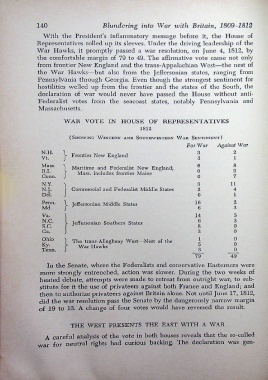 140 Blundering into War with Britain, 1809-1812
With the President's inflammatory message before it, the House of
Representatives rolled up its sleeves. Under the driving leadership of the
War Hawks, it promptly passed a war resolution, on June 4, 1812, by
the comfortable margin of 79 to 49. The affirmative vote came not only
from frontier New England and the trans-Appalachian West—the nest of
the War Hawks—but also from the Jeffersonian states, ranging from
Pennsylvania through Georgia. Even though the strongest sentiment for
hostilities welled up from the frontier and the states of the South, the
declaration of war would never have passed the House without anti-
Federalist votes from the seacoast states, notably Pennsylvania and
Massachusetts.
WAR VOTE IN HOUSE OF REPRESENTATIVES
1812
(SHOWING WESTERN AND SOUTHWESTERN WAR SENTIMENT)
For War Against War
N.H. 3 2
Vt. Frontier New England 3 1
Mass. 6 8
R.I. Maritime and Federalist New England; 0 2
Conn. Mass. includes frontier Maine 0 7
N.Y. 3 11
N.J. Commercial and Federalist Middle States 2 4
Del. 0 1
Penn. 16 2
Md. Jeffersonian Middle States 6 3
Va. 14 5
N.C. Jeffersonian Southern States 6 3
S.C. 8 0
Ga. 3 0
Ohio 1 0
Ky. The trans-Allegheny West—Nest of the 5 0
Tenn. War Hawks 3 0
79 49
In the Senate, where the Federalists and conservative Easterners were
more strongly entrenched, action was slower. During the two weeks of
heated debate, attempts were made to retreat from outright war, to sub-
stitute for it the use of privateers against both France and England; and
then to authorize privateers against Britain alone. Not until June 17, 1812,
did the war resolution pass the Senate by the dangerously narrow margin
of 19 to 13. A change of four votes would have reversed the result.
THE WEST PRESENTS THE EAST WITH A WAR
A careful analysis of the vote in both houses reveals that the so-called
war for neutral rights had curious backing. The declaration was gen-